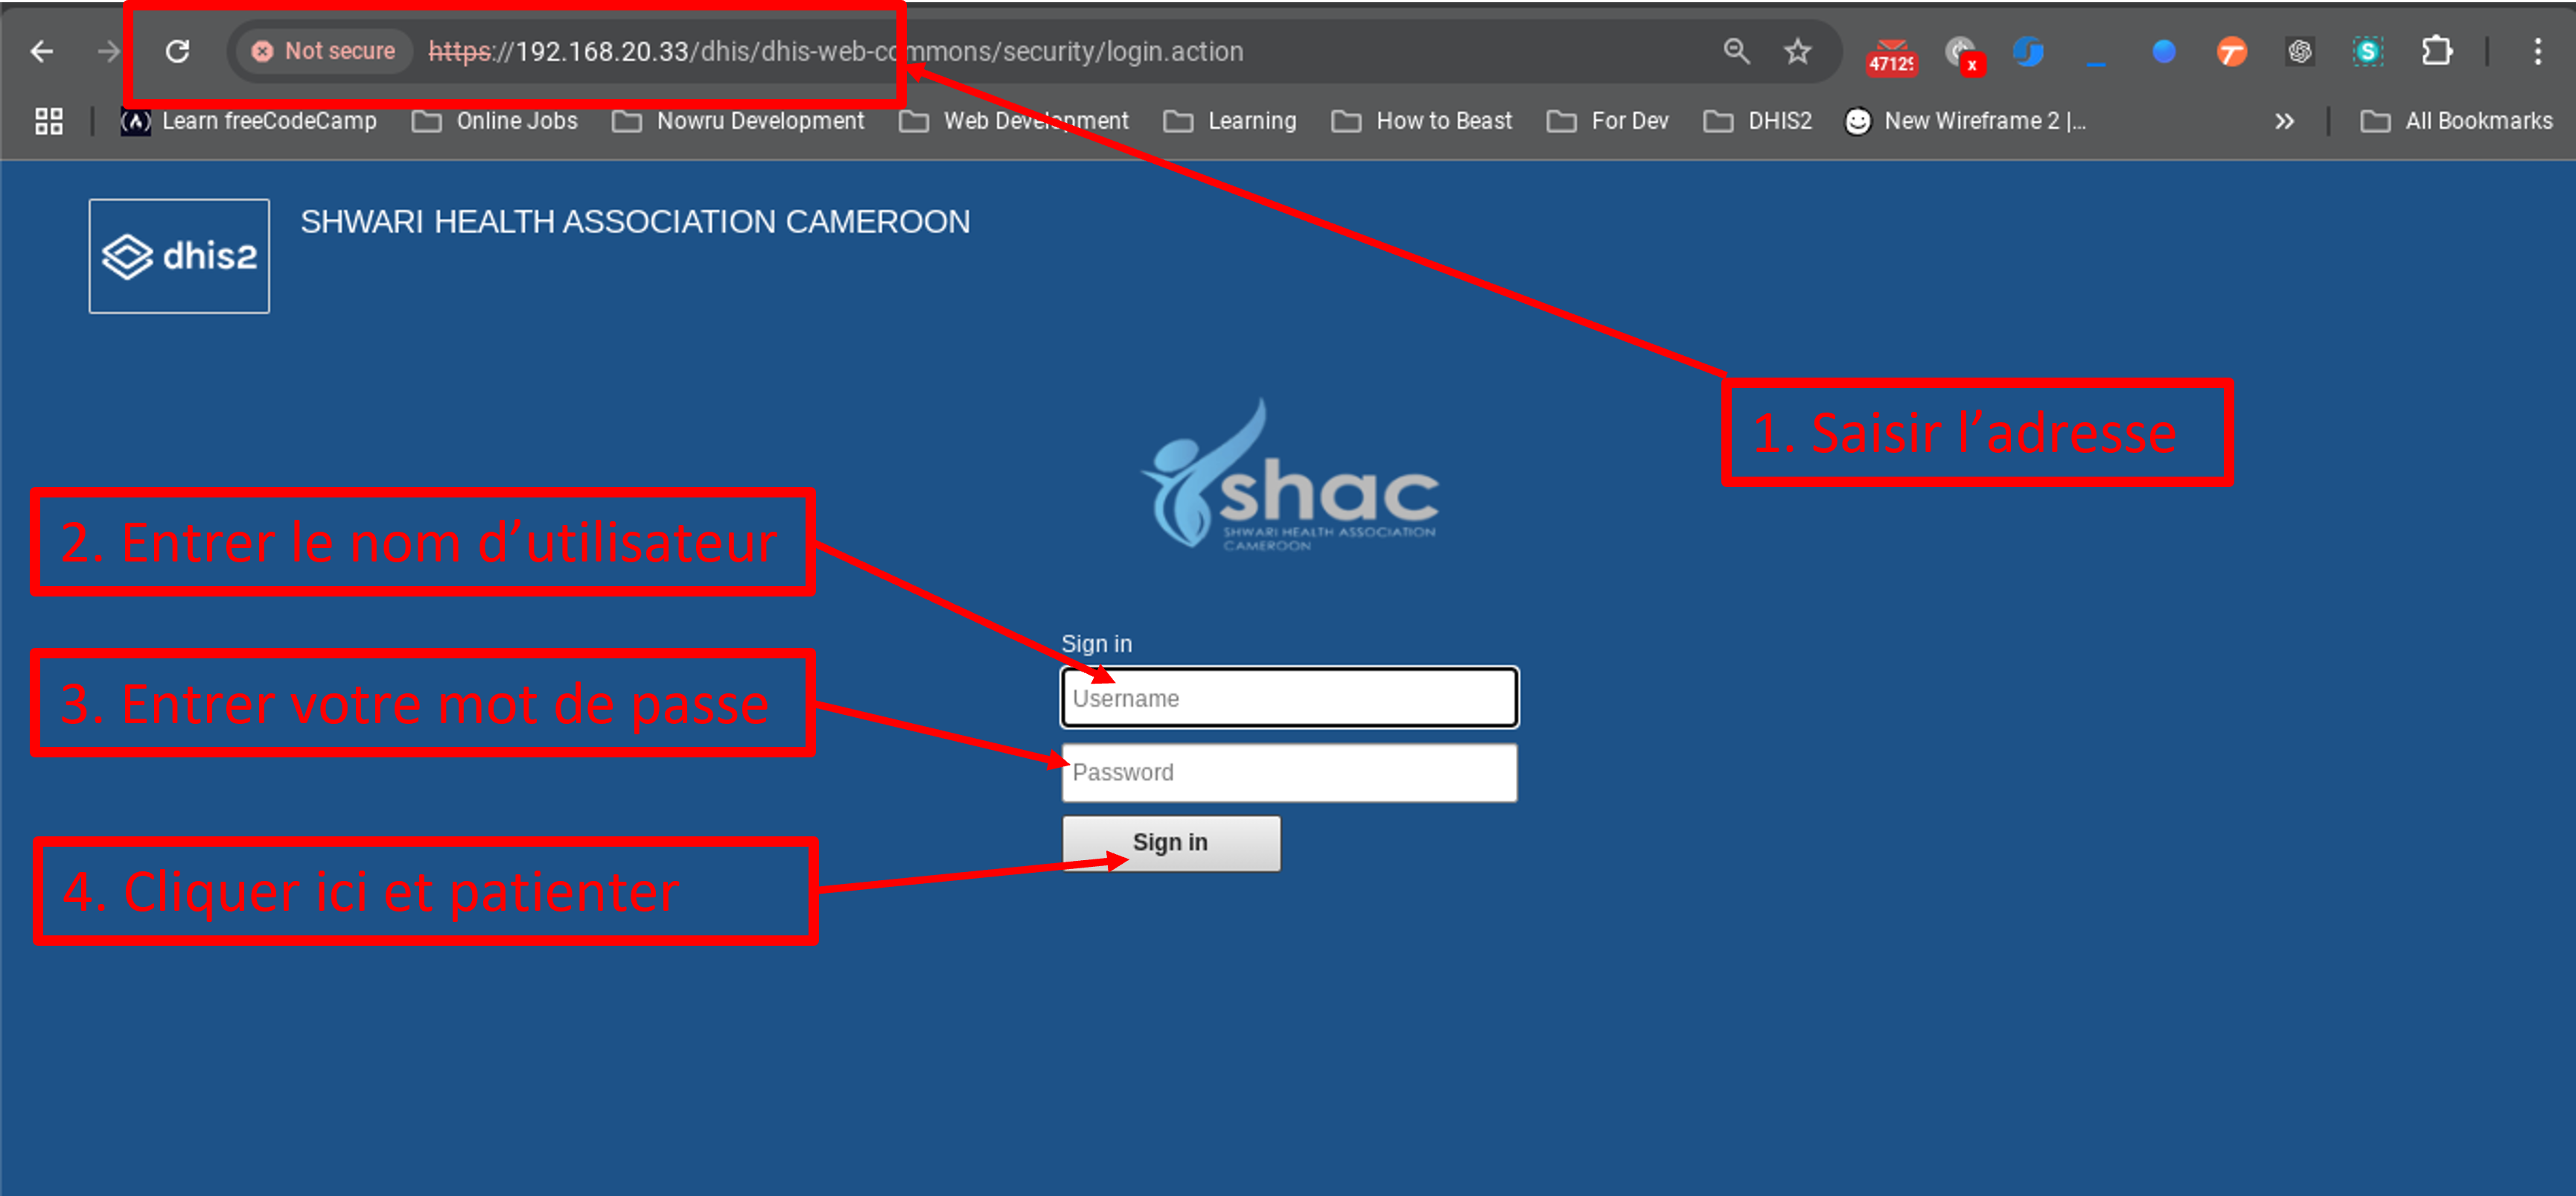 Not secure https://192.168.20.33/dhis/dhis-web-commons/security/login.action
47129
x
S
Learn freeCodeCamp Online Jobs Nowru Development Web Development Learning How to Beast For Dev DHIS2 New Wireframe 2 |... » All Bookmarks
dhis2
SHWARI HEALTH ASSOCIATION CAMEROON
1. Saisir l’adresse
shac
SHWARI HEALTH ASSOCIATION
CAMEROON
2. Entrer le nom d’utilisateur
Sign in
Username
3. Entrer votre mot de passe
Password
Sign in
4. Cliquer ici et patienter